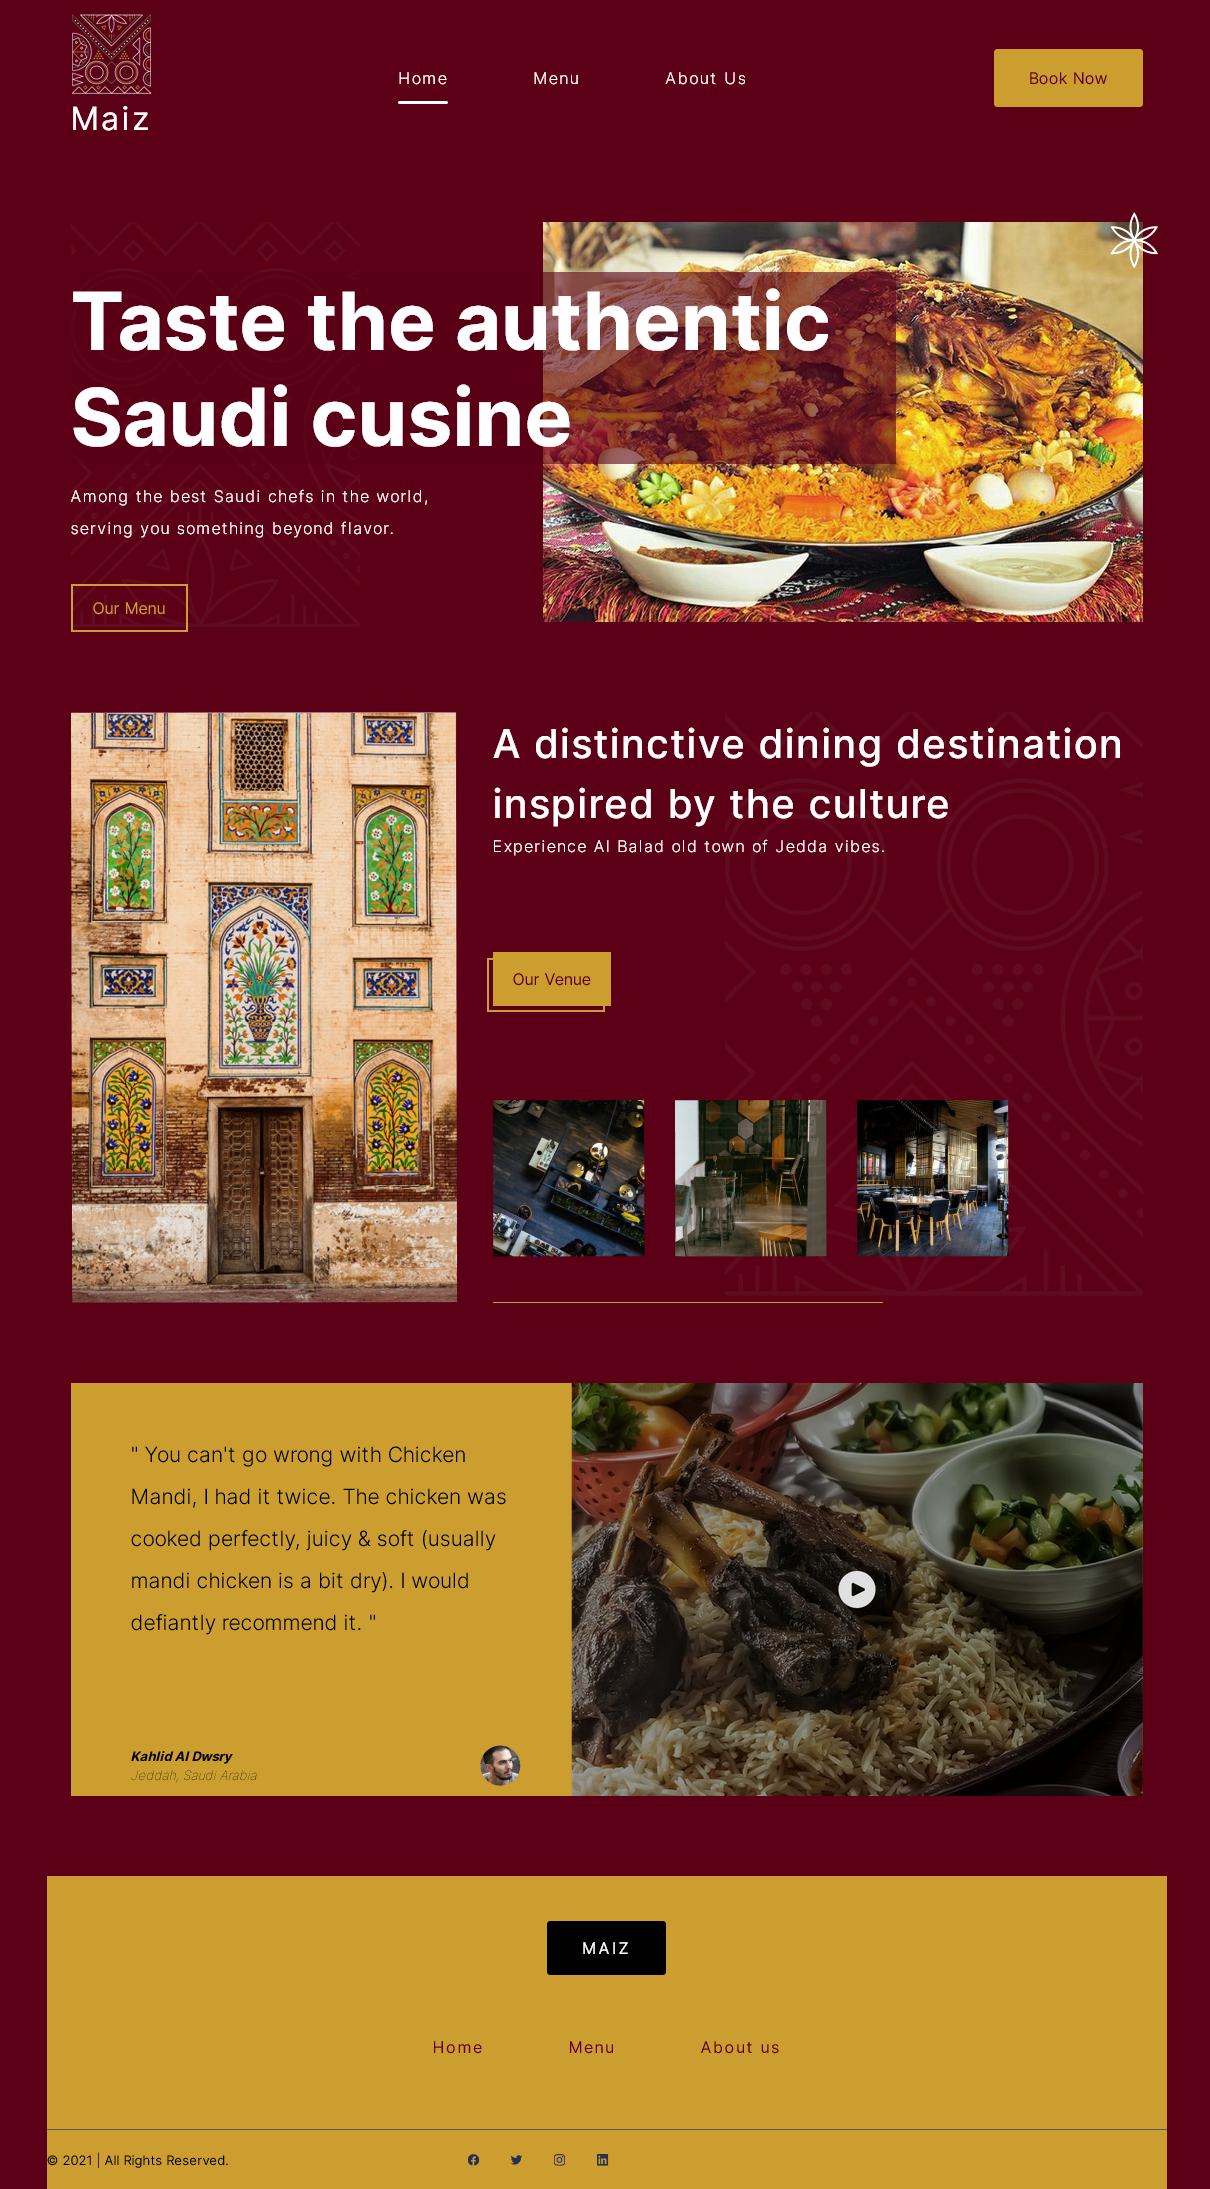 Maiz
Home
Menu
About Us
Book Now
Taste the authentic
Saudi cusine
Among the best Saudi chefs in the world,
serving you something beyond flavor.
Our Menu
A distinctive dining destination
inspired by the culture
Experience Al Balad old town of Jedda vibes.
Our Venue
" You can't go wrong with Chicken
Mandi, I had it twice. The chicken was
cooked perfectly, juicy & soft (usually
mandi chicken is a bit dry). I would
defiantly recommend it. "
Kahlid Al Dwsry
Jeddah, Saudi Arabia
MAIZ
Home
Menu
About us
© 2021 | All Rights Reserved.